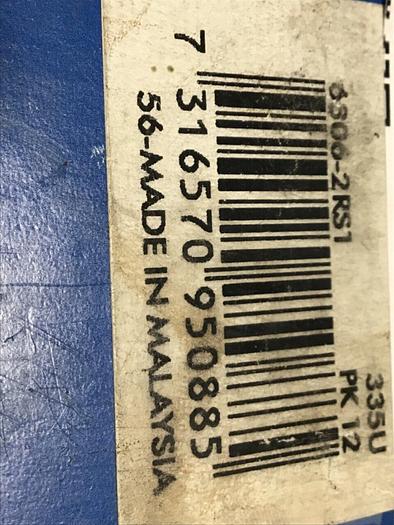 335U
6306-2RS1 PK 12
7 316570 950885
56-MADE IN MALAYSIA